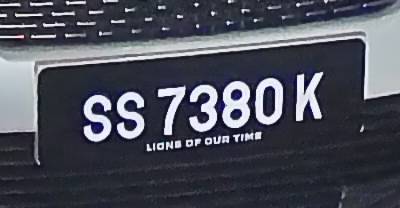 SS 7380 K
LIONS OF OUR TIME